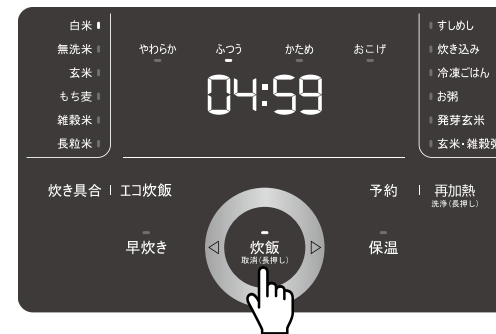 白米
無洗米
玄米
もち麦
雑穀米
長粒米
やわらか ふつう かため おこげ
04:59
すしめし
炊き込み
冷凍ごはん
お粥
発芽玄米
玄米・雑穀
炊き具合 エコ炊飯 予約 再加熱
洗浄(長押し)
早炊き 炊飯 保温
取消(長押し)